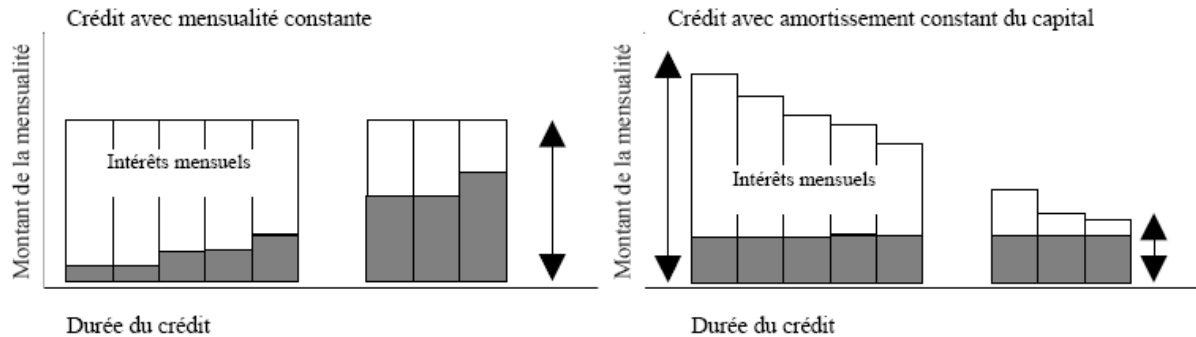 Crédit avec mensualité constante
Montant de la mensualité
Intérêts mensuels
Durée du crédit
Crédit avec amortissement constant du capital
Montant de la mensualité
Intérêts mensuels
Durée du crédit